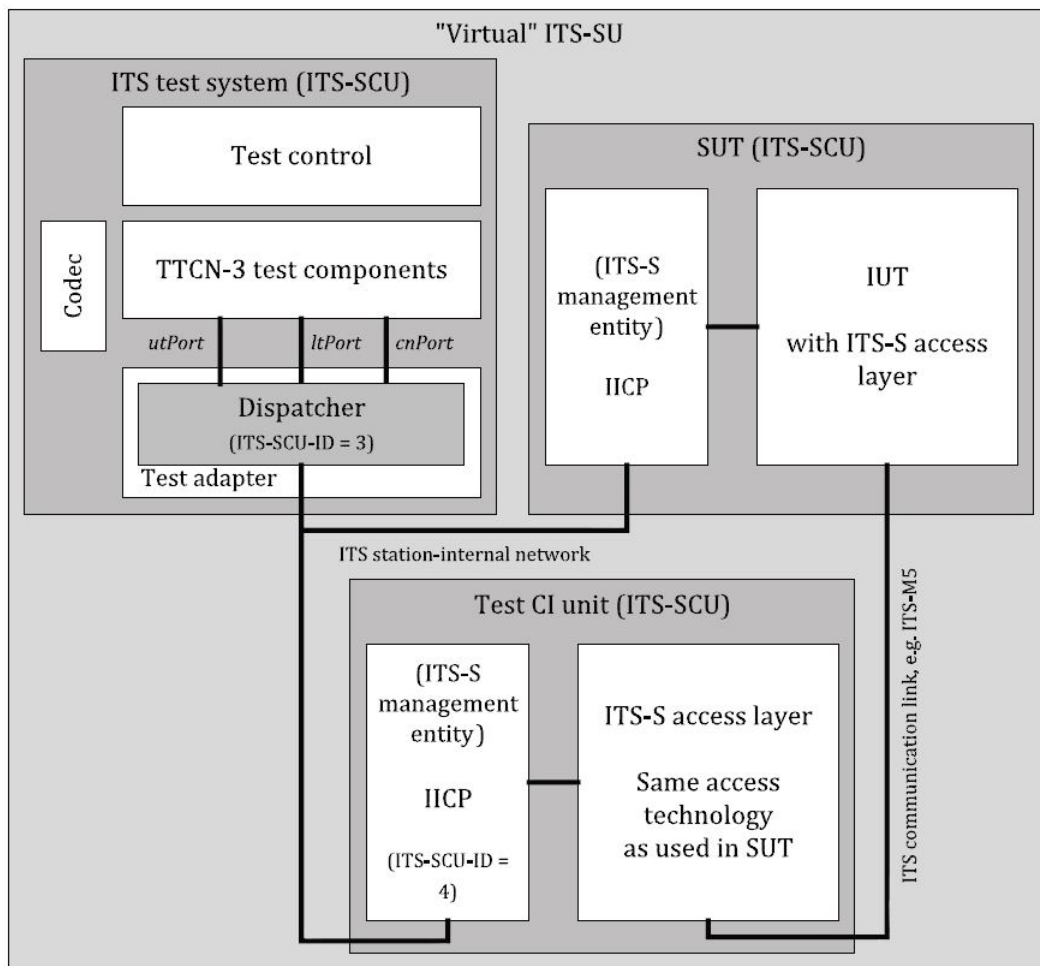 "Virtual" ITS-SU
ITS test system (ITS-SCU)
Test control
Codec
TTCN-3 test components
utPort
ltPort
cnPort
Dispatcher
(ITS-SCU-ID = 3)
Test adapter
SUT (ITS-SCU)
(ITS-S
management
entity)
IICP
IUT
with ITS-S access
layer
ITS station-internal network
ITS communication link, e.g. ITS-M5
Test CI unit (ITS-SCU)
(ITS-S
management
entity)
IICP
(ITS-SCU-ID =
4)
ITS-S access layer
Same access
technology
as used in SUT